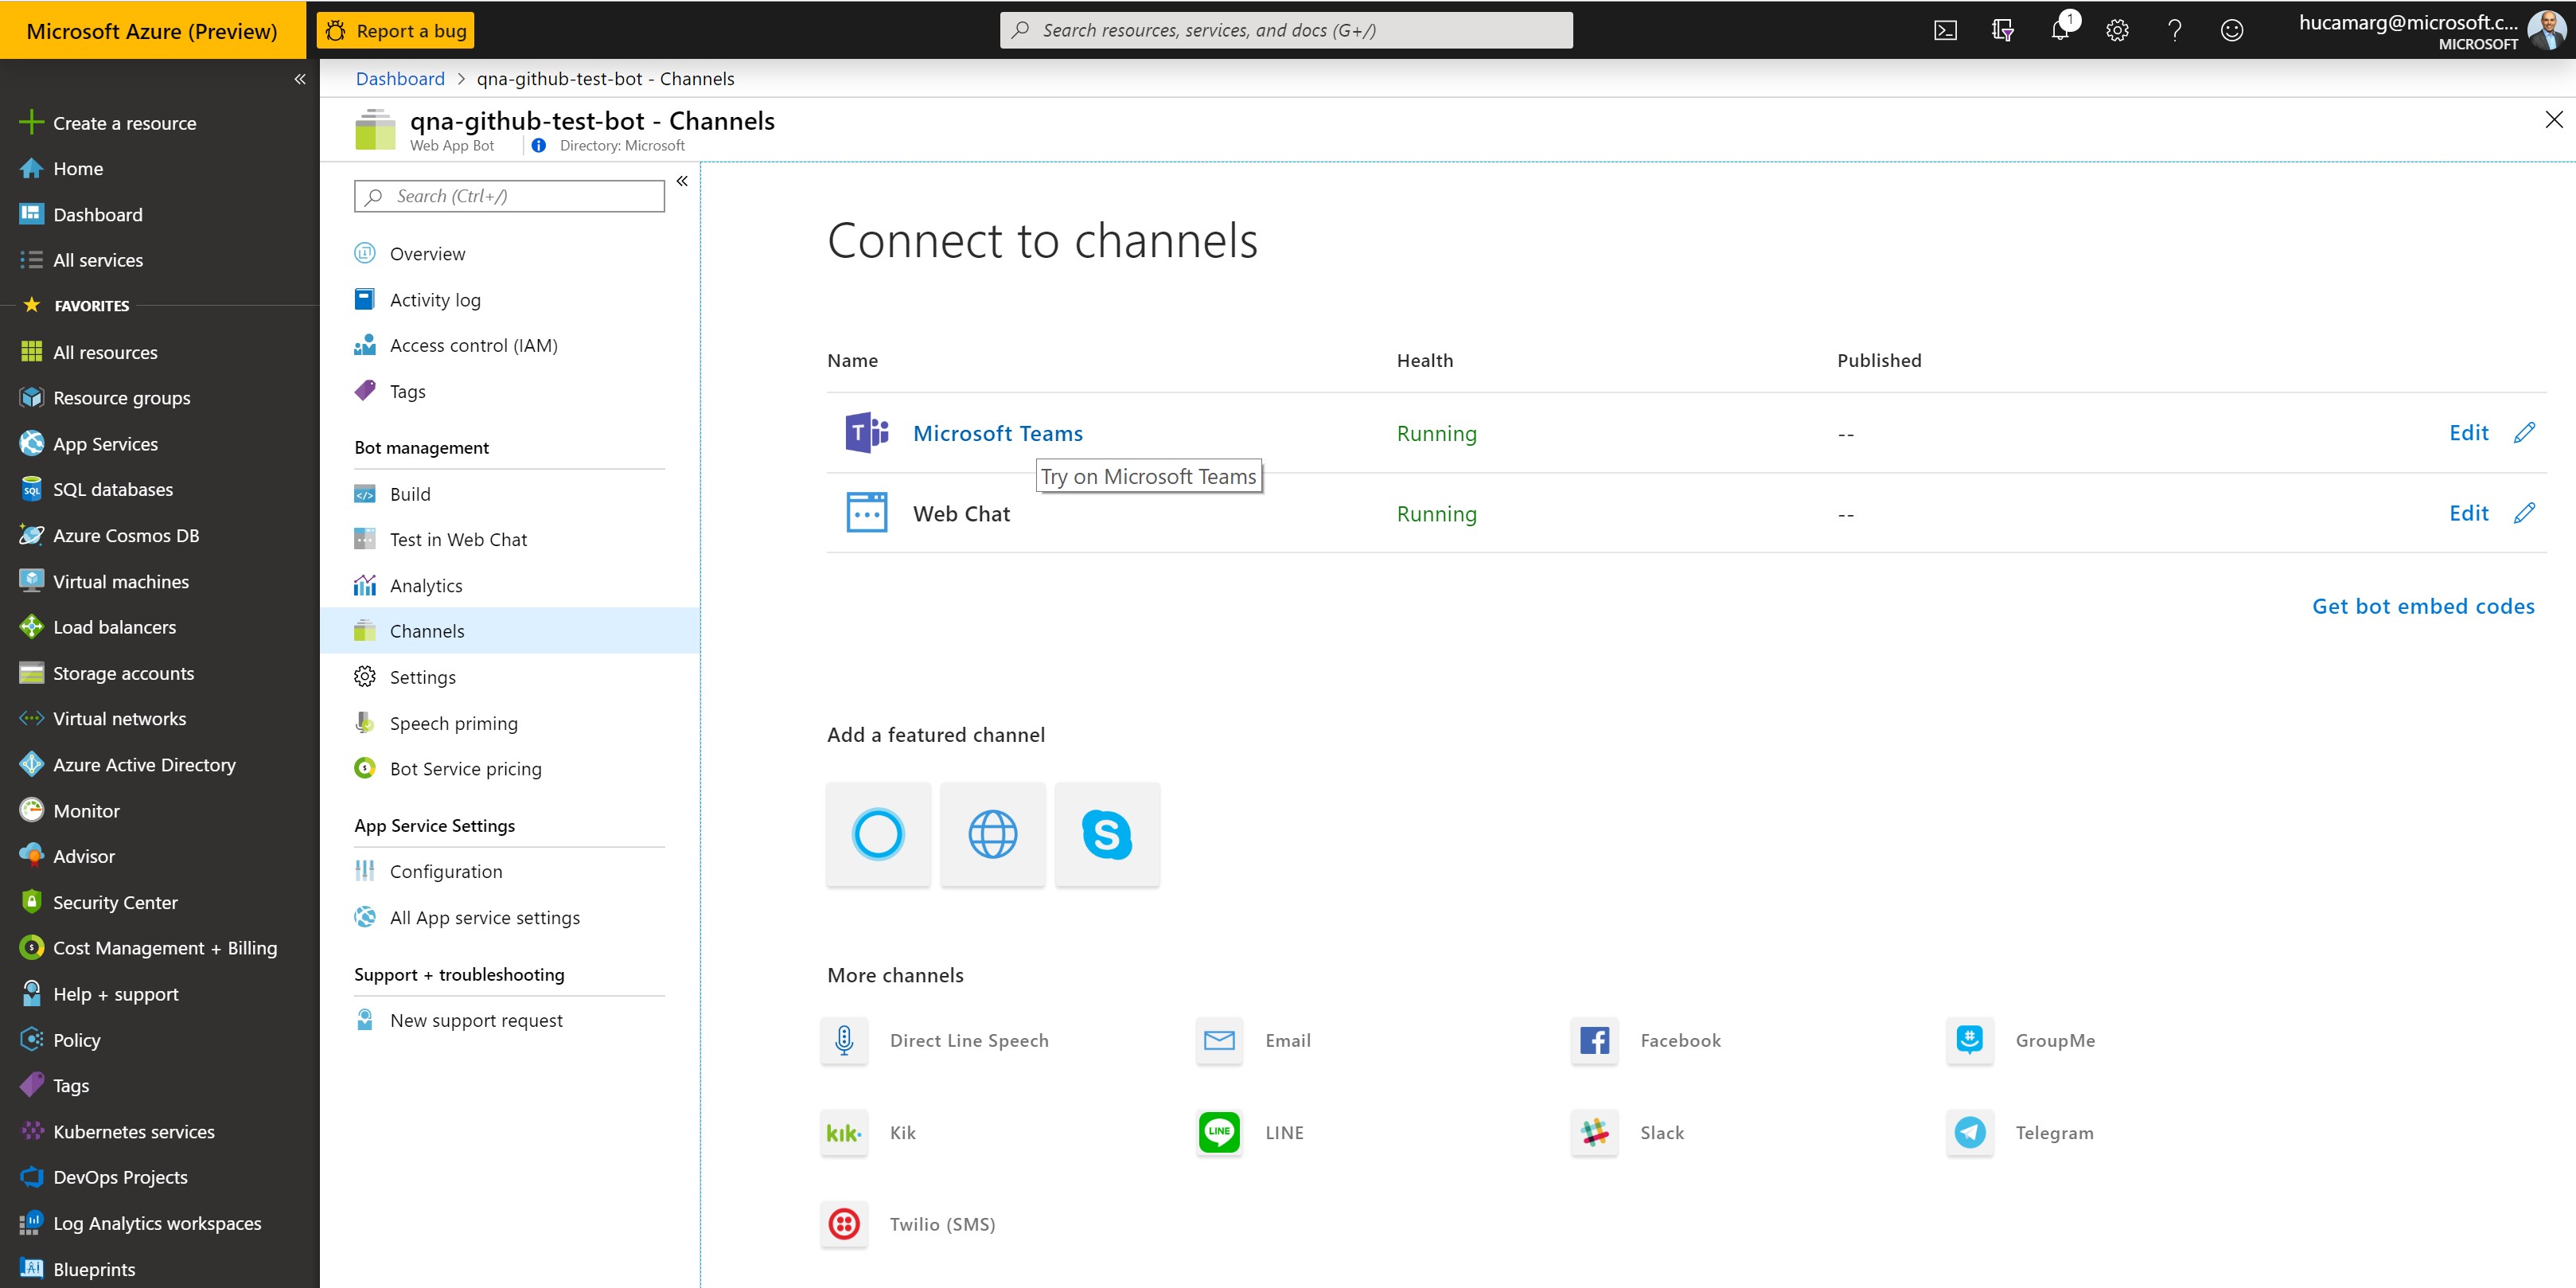 Microsoft Azure (Preview)
Report a bug
Search resources, services, and docs (G+/)
1
hucamarg@microsoft.c...
MICROSOFT
Create a resource
Home
Dashboard
All services
FAVORITES
All resources
Resource groups
App Services
SQL databases
Azure Cosmos DB
Virtual machines
Load balancers
Storage accounts
Virtual networks
Azure Active Directory
Monitor
Advisor
Security Center
Cost Management + Billing
Help + support
Policy
Tags
Kubernetes services
DevOps Projects
Log Analytics workspaces
Blueprints
Dashboard > qna-github-test-bot - Channels
qna-github-test-bot - Channels
Web App Bot
Directory: Microsoft
Search (Ctrl+/)
Overview
Activity log
Access control (IAM)
Tags
Bot management
Build
Test in Web Chat
Analytics
Channels
Settings
Speech priming
Bot Service pricing
App Service Settings
Configuration
All App service settings
Support + troubleshooting
New support request
Connect to channels
Name Health Published
Microsoft Teams Running -- Edit
Try on Microsoft Teams
Web Chat Running -- Edit
Get bot embed codes
Add a featured channel
More channels
Direct Line Speech
Email
Facebook
GroupMe
kik.
Kik
LINE
LINE
Slack
Telegram
Twilio (SMS)